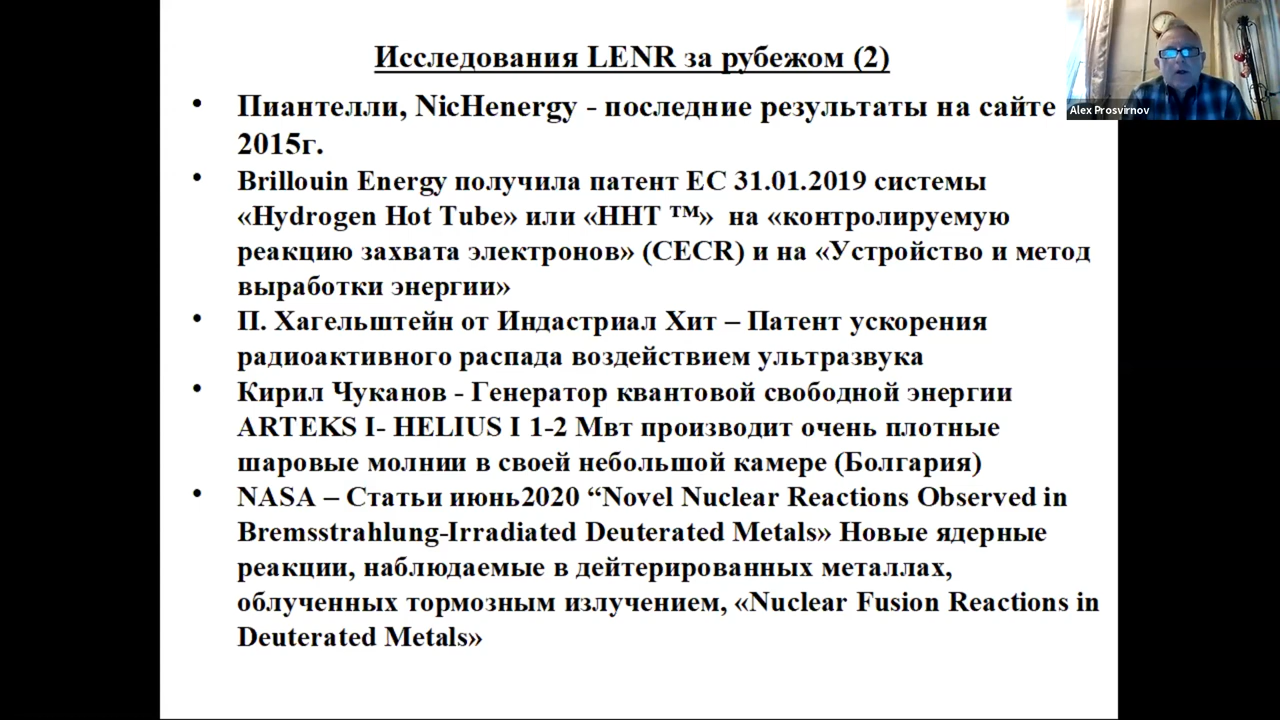 Исследования LENR за рубежом (2)
Alex Prosvirnov
• Пиантелли, NicHenergy - последние результаты на сайте
2015г.
• Brillouin Energy получила патент ЕС 31.01.2019 системы
«Hydrogen Hot Tube» или «HHT ™» на «контролируемую
реакцию захвата электронов» (CECR) и на «Устройство и метод
выработки энергии»
• П. Хагельштейн от Индастриал Хит – Патент ускорения
радиоактивного распада воздействием ультразвука
• Кирил Чуканов - Генератор квантовой свободной энергии
ARTEKS I- HELIUS I 1-2 Мвт производит очень плотные
шаровые молнии в своей небольшой камере (Болгария)
• NASA – Статьи июнь2020 “Novel Nuclear Reactions Observed in
Bremsstrahlung-Irradiated Deuterated Metals» Новые ядерные
реакции, наблюдаемые в дейтерированных металлах,
облученных тормозным излучением, «Nuclear Fusion Reactions in
Deuterated Metals»